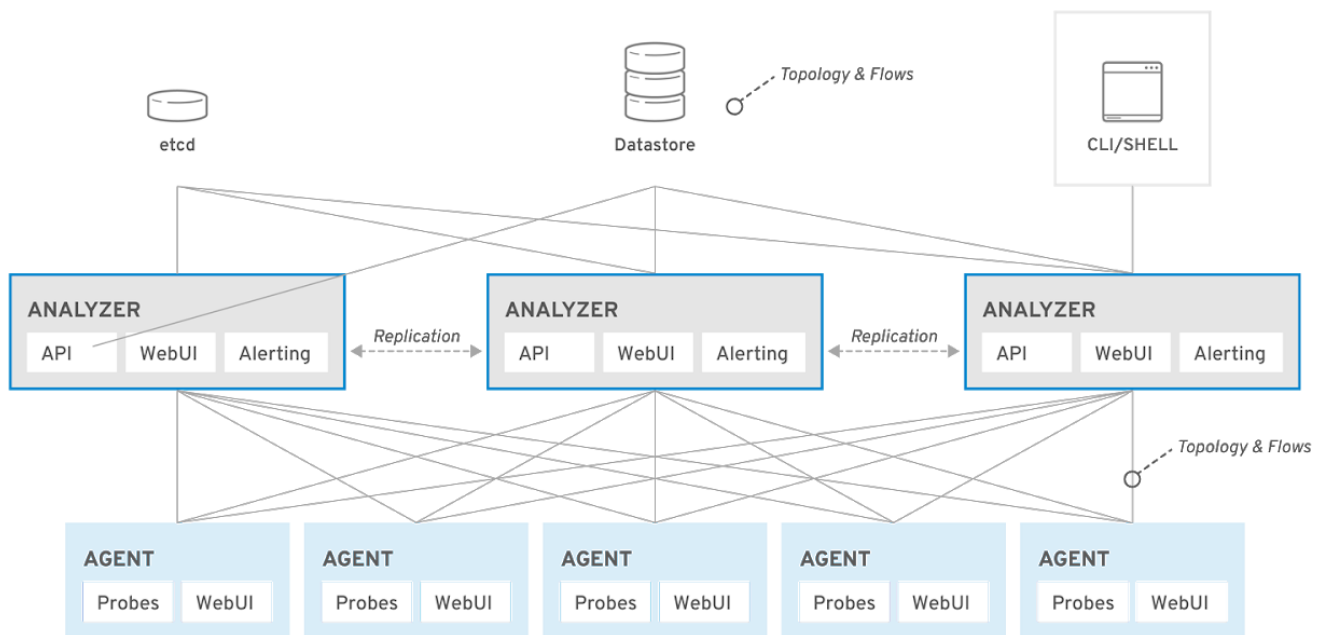 Topology & Flows
etcd
Datastore
CLI/SHELL
ANALYZER
API
WebUI
Alerting
Replication
ANALYZER
API
WebUI
Alerting
Replication
ANALYZER
API
WebUI
Alerting
Topology & Flows
AGENT
Probes
WebUI
AGENT
Probes
WebUI
AGENT
Probes
WebUI
AGENT
Probes
WebUI
AGENT
Probes
WebUI